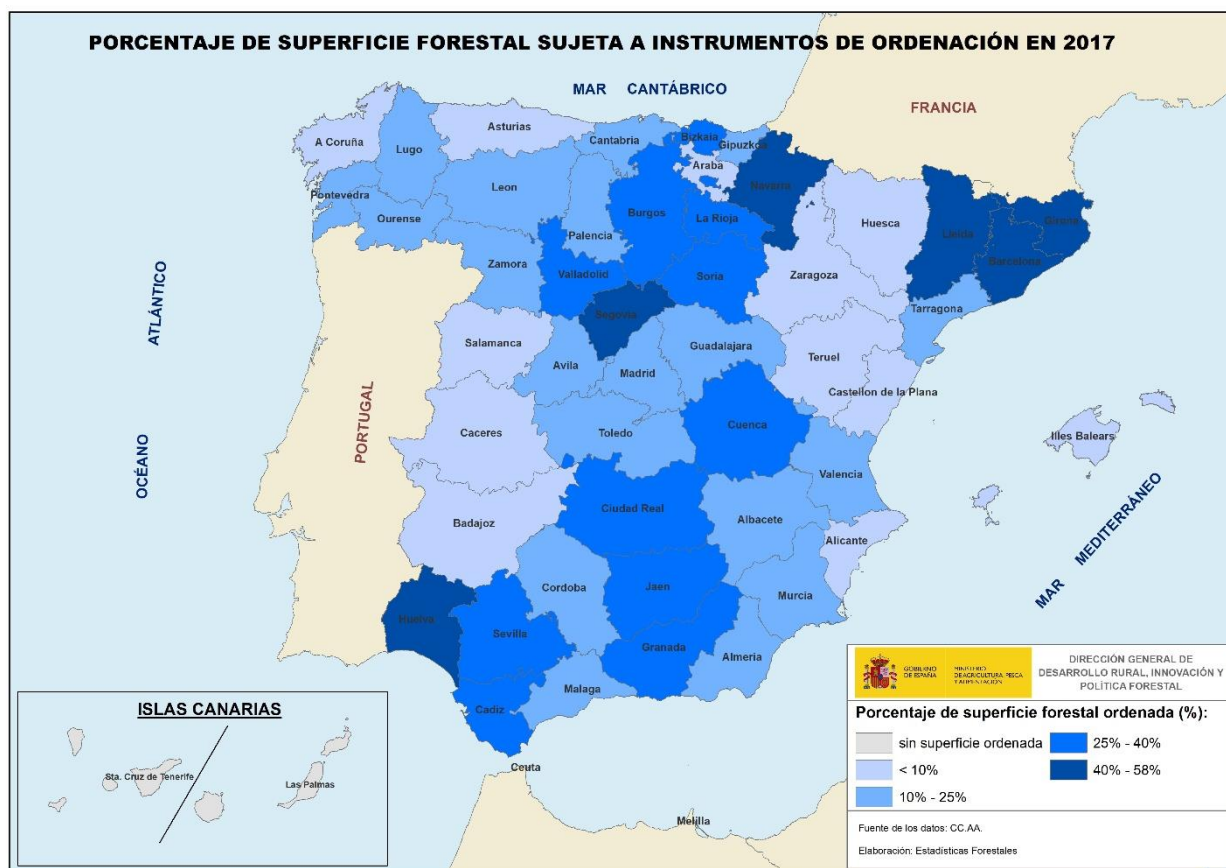 PORCENTAJE DE SUPERFICIE FORESTAL SUJETA A INSTRUMENTOS DE ORDENACIÓN EN 2017
MAR CANTÁBRICO
FRANCIA
A Coruña
Lugo
Asturias
Cantabria
Bizkaia
Gipuzkoa
Araba
Navarra
Pontevedra
Ourense
Leon
Palencia
Burgos
La Rioja
Huesca
Lleida
Girona
Barcelona
Zamora
Valladolid
Soria
Zaragoza
Tarragona
Segovia
Salamanca
Avila
Madrid
Guadalajara
Teruel
Castellon de la Plana
OCÉANO ATLÁNTICO
PORTUGAL
Caceres
Toledo
Cuenca
Valencia
Illes Balears
MAR MEDITERRÁNEO
Badajoz
Ciudad Real
Albacete
Alicante
Huelva
Sevilla
Cordoba
Jaen
Murcia
Granada
Almeria
Malaga
Cadiz
Ceuta
Melilla
ISLAS CANARIAS
Sta. Cruz de Tenerife
Las Palmas
GOBIERNO
DE ESPAÑA
MINISTERIO
DE AGRICULTURA, PESCA
Y ALIMENTACIÓN
DIRECCIÓN GENERAL DE
DESARROLLO RURAL, INNOVACIÓN Y
POLÍTICA FORESTAL
Porcentaje de superficie forestal ordenada (%):
sin superficie ordenada
< 10%
10% - 25%
25% - 40%
40% - 58%
Fuente de los datos: CC.AA.
Elaboración: Estadísticas Forestales